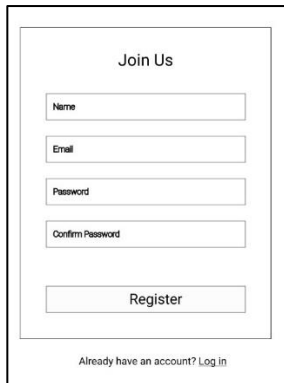 Join Us
Name
Email
Password
Confirm Password
Register
Already have an account? Log in